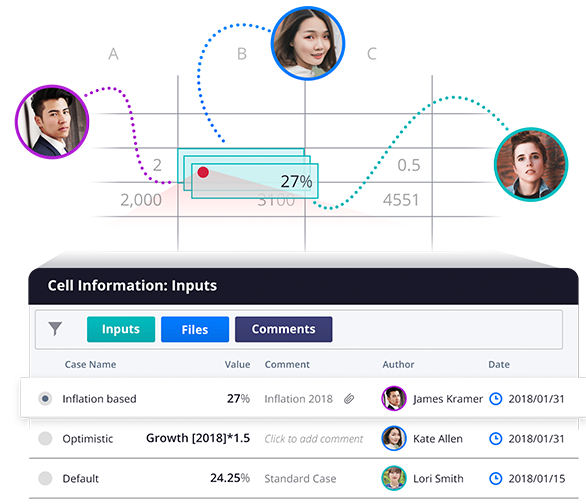 A B C
2 0.5
27%
2,000 3100 4551
Cell Information: Inputs
Inputs Files Comments
Case Name Value Comment Author Date
Inflation based 27% Inflation 2018 James Kramer 2018/01/31
Optimistic Growth [2018]*1.5 Click to add comment Kate Allen 2018/01/31
Default 24.25% Standard Case Lori Smith 2018/01/15